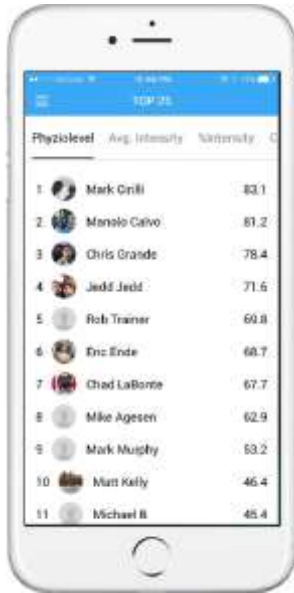 TOP 25
Physiolevel Avg. Intensity %Intensity C
1 Mark Cirilli 83.1
2 Manolo Calvo 81.2
3 Chris Grande 78.4
4 Jedd Jedd 71.6
5 Rob Trainer 69.8
6 Eric Ende 68.7
7 Chad LaBonte 67.7
8 Mike Agesen 62.9
9 Mark Murphy 53.2
10 Matt Kelly 46.4
11 Michael B 45.4